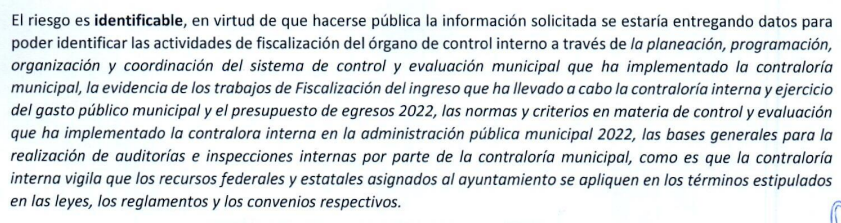 El riesgo es identificable, en virtud de que hacerse pública la información solicitada se estaría entregando datos para
poder identificar las actividades de fiscalización del órgano de control interno a través de la planeación, programación,
organización y coordinación del sistema de control y evaluación municipal que ha implementado la contraloría
municipal, la evidencia de los trabajos de Fiscalización del ingreso que ha llevado a cabo la contraloría interna y ejercicio
del gasto público municipal y el presupuesto de egresos 2022, las normas y criterios en materia de control y evaluación
que ha implementado la contralora interna en la administración pública municipal 2022, las bases generales para la
realización de auditorías e inspecciones internas por parte de la contraloría municipal, como es que la contraloría
interna vigila que los recursos federales y estatales asignados al ayuntamiento se apliquen en los términos estipulados
en las leyes, los reglamentos y los convenios respectivos.